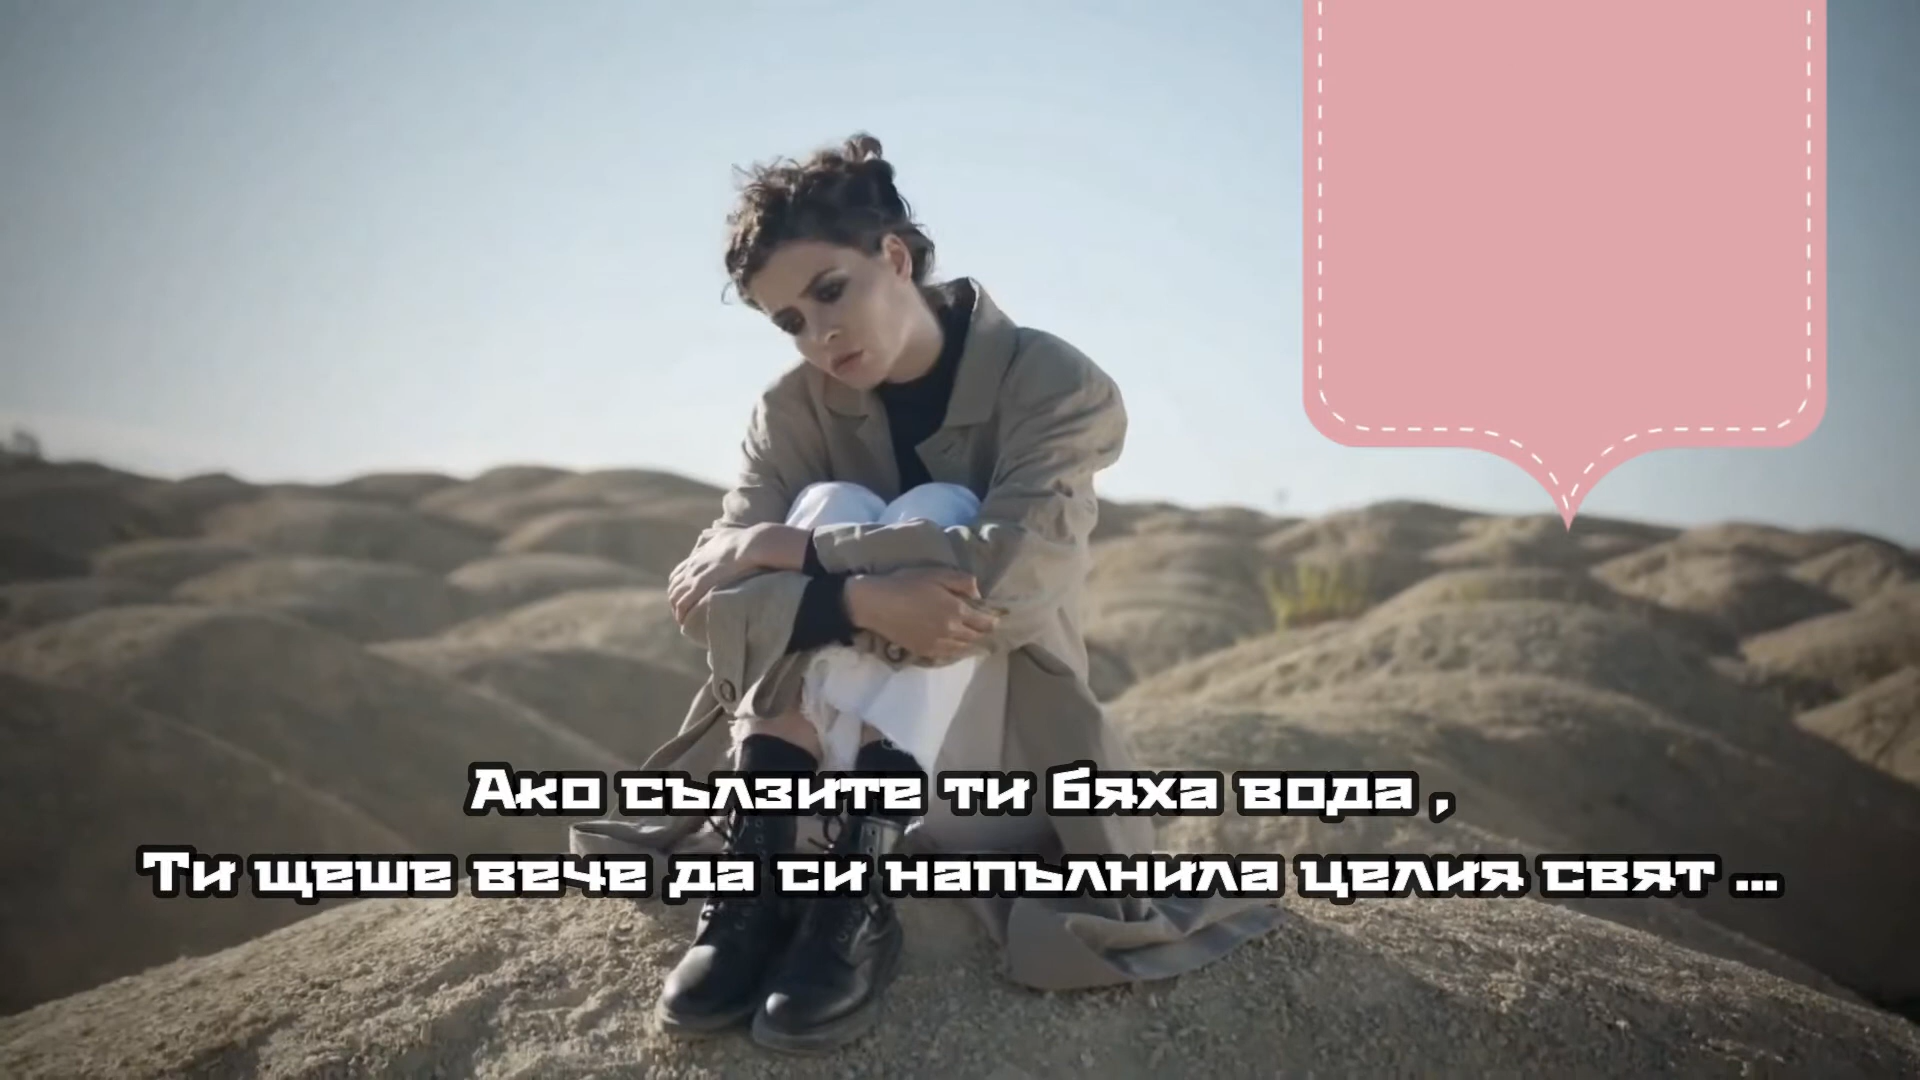 Ако сълзите ти бяха вода ,
Ти щеше вече да си напълнила целия свят ...